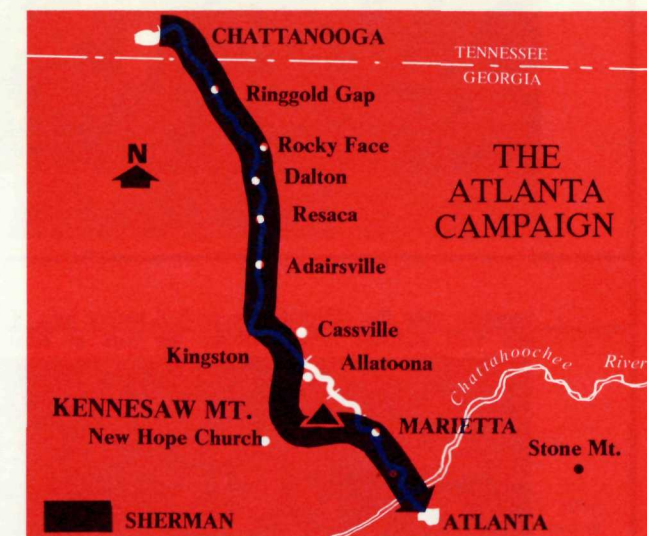 CHATTANOOGA
TENNESSEE
GEORGIA
Ringgold Gap
N
Rocky Face
Dalton
THE
ATLANTA
CAMPAIGN
Resaca
Adairsville
Cassville
Kingston
Allatoona
Chattahoochee River
KENNESAW MT.
MARIETTA
New Hope Church
Stone Mt.
SHERMAN
ATLANTA